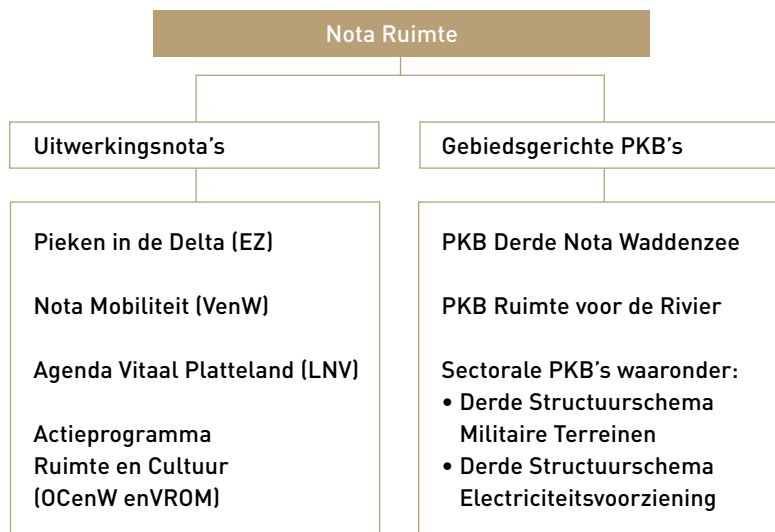 Nota Ruimte
Uitwerkingsnota's
Pieken in de Delta (EZ)
Nota Mobiliteit (VenW)
Agenda Vitaal Platteland (LNV)
Actieprogramma
Ruimte en Cultuur
(OCenW enVROM)
Gebiedsgerichte PKB's
PKB Derde Nota Waddenzee
PKB Ruimte voor de Rivier
Sectorale PKB's waaronder:
• Derde Structuurschema
Militaire Terreinen
• Derde Structuurschema
Electriciteitsvoorziening